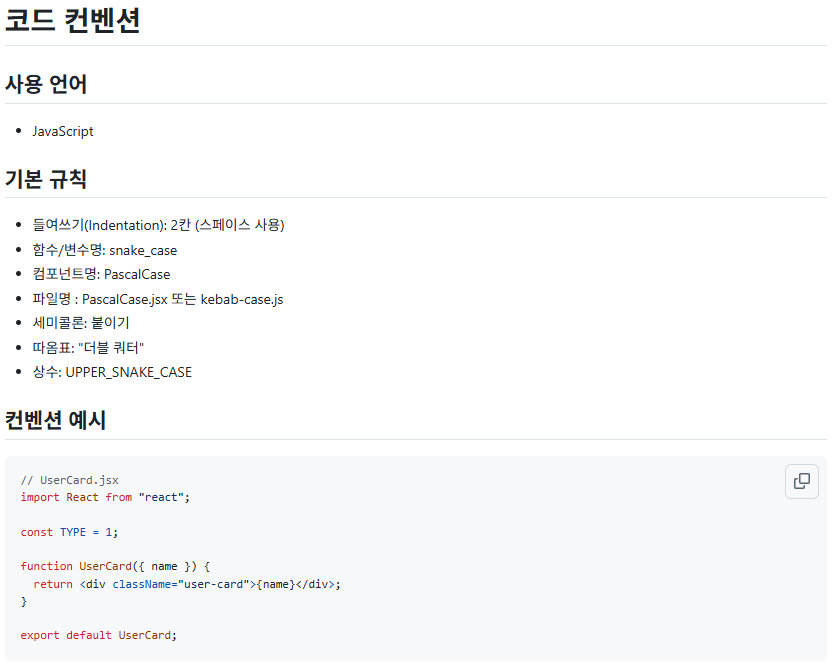 코드 컨벤션
사용 언어
JavaScript
기본 규칙
들여쓰기(Indentation): 2칸 (스페이스 사용)
함수/변수명: snake_case
컴포넌트명: PascalCase
파일명 : PascalCase.jsx 또는 kebab-case.js
세미콜론: 붙이기
따옴표: "더블 쿼터"
상수: UPPER_SNAKE_CASE
컨벤션 예시
// UserCard.jsx
import React from "react";
const TYPE = 1;
function UserCard({ name }) {
  return <div className="user-card">{name}</div>;
}
export default UserCard;